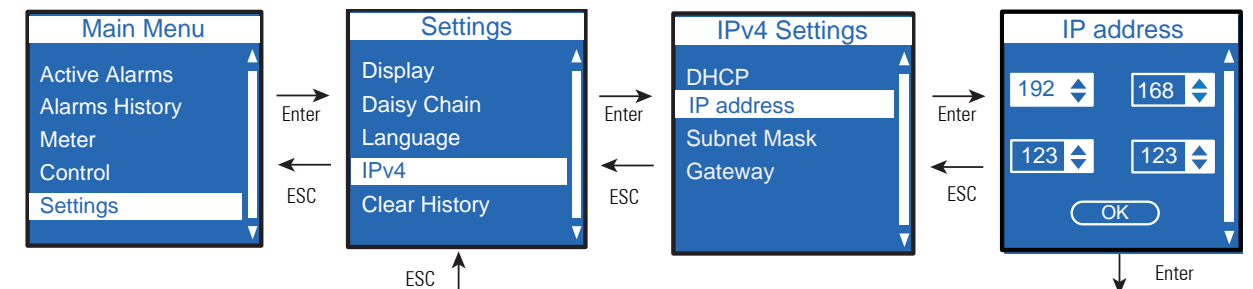 Main Menu
Active Alarms
Alarms History
Meter
Control
Settings
Enter
ESC
Settings
Display
Daisy Chain
Language
IPv4
Clear History
Enter
ESC
IPv4 Settings
DHCP
IP address
Subnet Mask
Gateway
Enter
ESC
IP address
192 168
123 123
OK
ESC
Enter